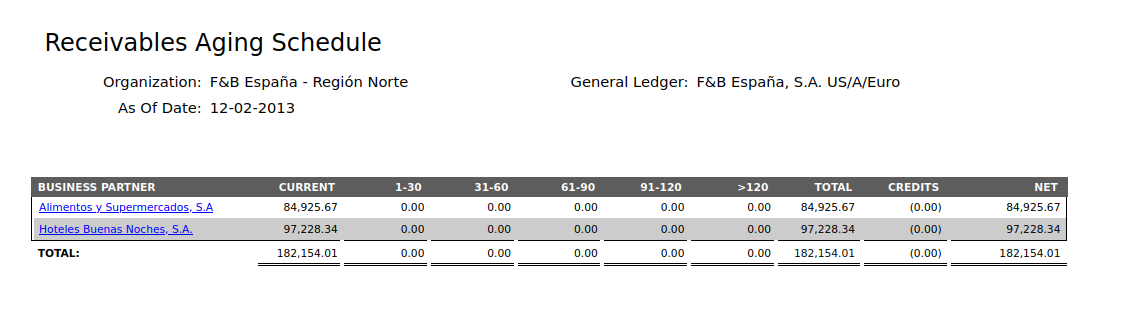 Receivables Aging Schedule
Organization: F&B España - Región Norte General Ledger: F&B España, S.A. US/A/Euro
As Of Date: 12-02-2013
BUSINESS PARTNER CURRENT 1-30 31-60 61-90 91-120 >120 TOTAL CREDITS NET
Alimentos y Supermercados, S.A 84,925.67 0.00 0.00 0.00 0.00 0.00 84,925.67 (0.00) 84,925.67
Hoteles Buenas Noches, S.A. 97,228.34 0.00 0.00 0.00 0.00 0.00 97,228.34 (0.00) 97,228.34
TOTAL: 182,154.01 0.00 0.00 0.00 0.00 0.00 182,154.01 (0.00) 182,154.01